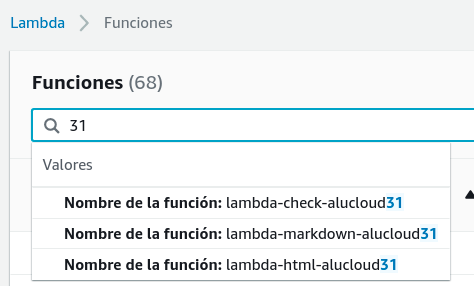 Lambda > Funciones
Funciones (68)
31
Valores
Nombre de la función: lambda-check-alucloud31
Nombre de la función: lambda-markdown-alucloud31
Nombre de la función: lambda-html-alucloud31